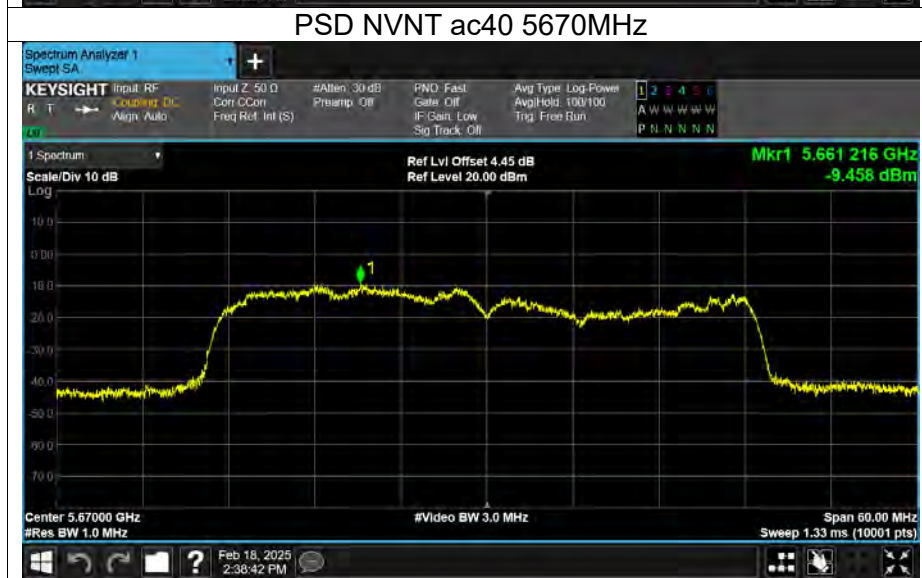 PSD NVNT ac40 5670MHz
Spectrum Analyzer 1
Swept SA
+
KEYSIGHT Input: RF
R T
Coupling: DC
Align: Auto
LXI
Input Z: 50 Ω
Corr CCorr
Freq Ref: Int (S)
#Atten: 30 dB
Preamp: Off
PNO: Fast
Gate: Off
IF Gain: Low
Sig Track: Off
Avg Type: Log-Power
Avg|Hold: 100/100
Trig: Free Run
1 2 3 4 5 6
A W W W W W
P N N N N N
1 Spectrum
Scale/Div 10 dB
Log
Ref Lvl Offset 4.45 dB
Ref Level 20.00 dBm
Mkr1 5.661 216 GHz
-9.458 dBm
10.0
0.00
-10.0
-20.0
-30.0
-40.0
-50.0
-60.0
-70.0
1
Center 5.67000 GHz
#Res BW 1.0 MHz
#Video BW 3.0 MHz
Span 60.00 MHz
Sweep 1.33 ms (10001 pts)
?
Feb 18, 2025
2:38:42 PM